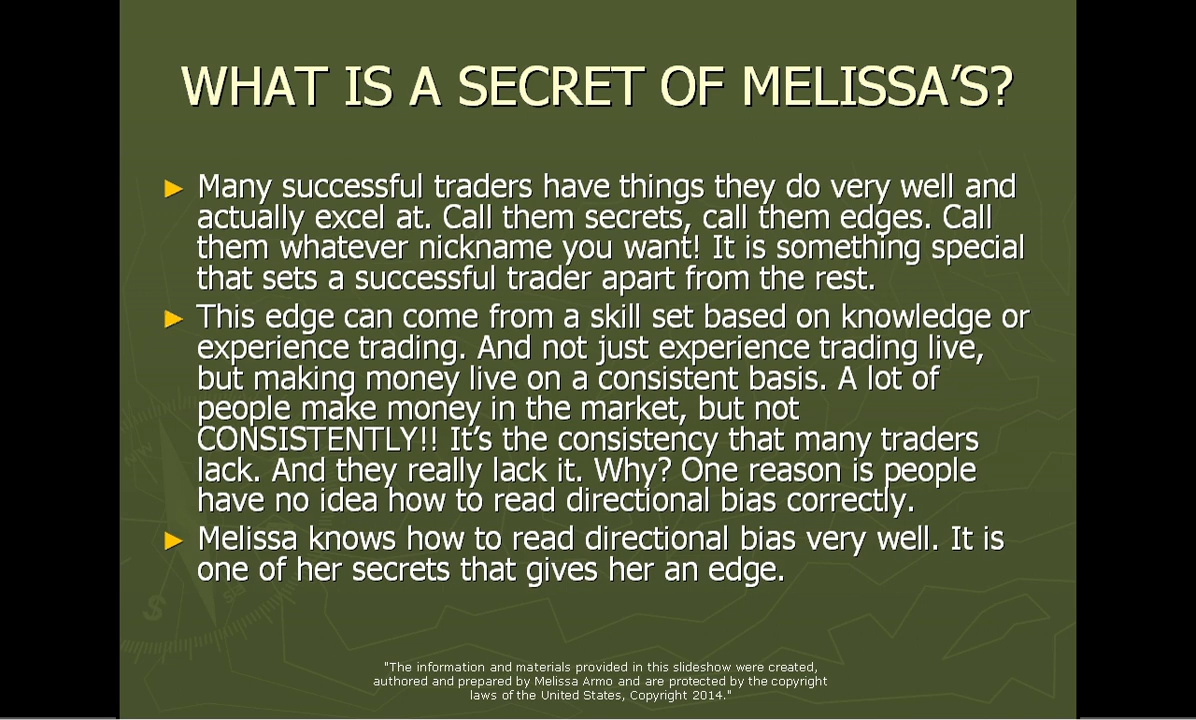 WHAT IS A SECRET OF MELISSA'S?
► Many successful traders have things they do very well and
actually excel at. Call them secrets, call them edges. Call
them whatever nickname you want! It is something special
that sets a successful trader apart from the rest.
► This edge can come from a skill set based on knowledge or
experience trading. And not just experience trading live,
but making money live on a consistent basis. A lot of
people make money in the market, but not
CONSISTENTLY!! It's the consistency that many traders
lack. And they really lack it. Why? One reason is people
have no idea how to read directional bias correctly.
► Melissa knows how to read directional bias very well. It is
one of her secrets that gives her an edge.
"The information and materials provided in this slideshow were created,
authored and prepared by Melissa Armo and are protected by the copyright
laws of the United States, Copyright 2014."
NW
S
SE